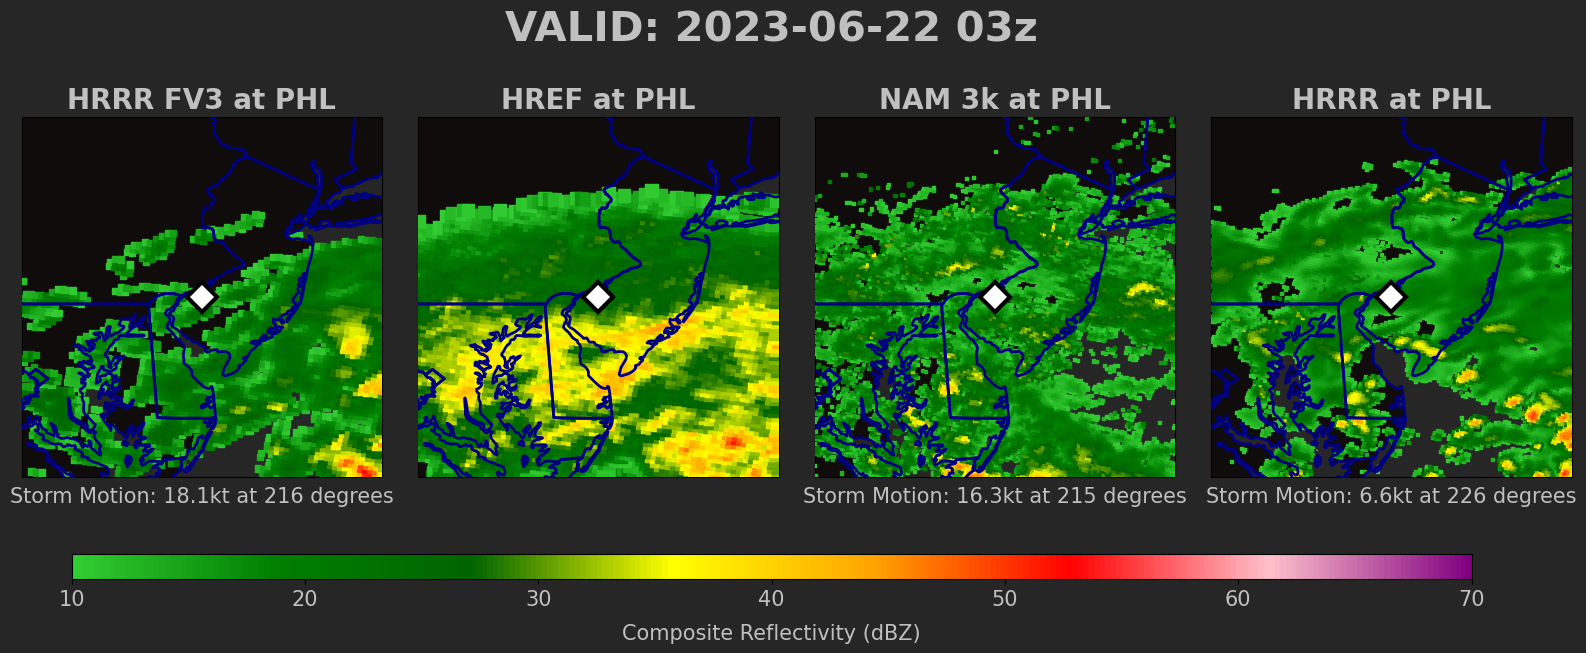 VALID: 2023-06-22 03z
HRRR FV3 at PHL
HREF at PHL
NAM 3k at PHL
HRRR at PHL
Storm Motion: 18.1kt at 216 degrees
Storm Motion: 16.3kt at 215 degrees
Storm Motion: 6.6kt at 226 degrees
10 20 30 40 50 60 70
Composite Reflectivity (dBZ)